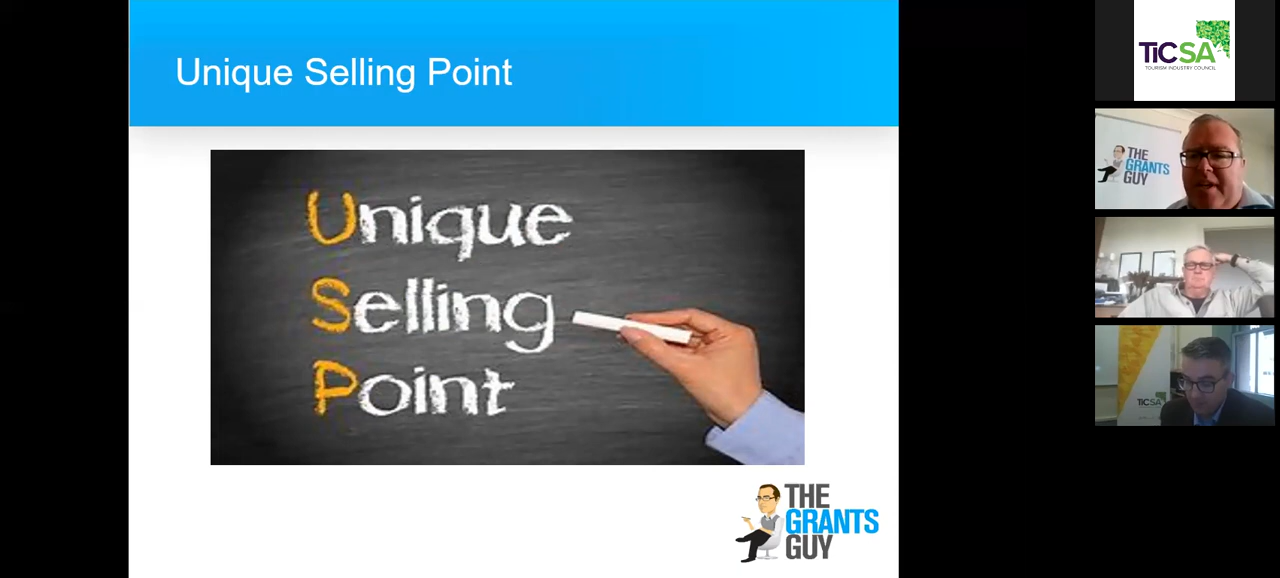 Unique Selling Point
Unique
Selling
Point
THE
GRANTS
GUY
TiCSA
TOURISM INDUSTRY COUNCIL
THE
GRANTS
GUY
TiCSA